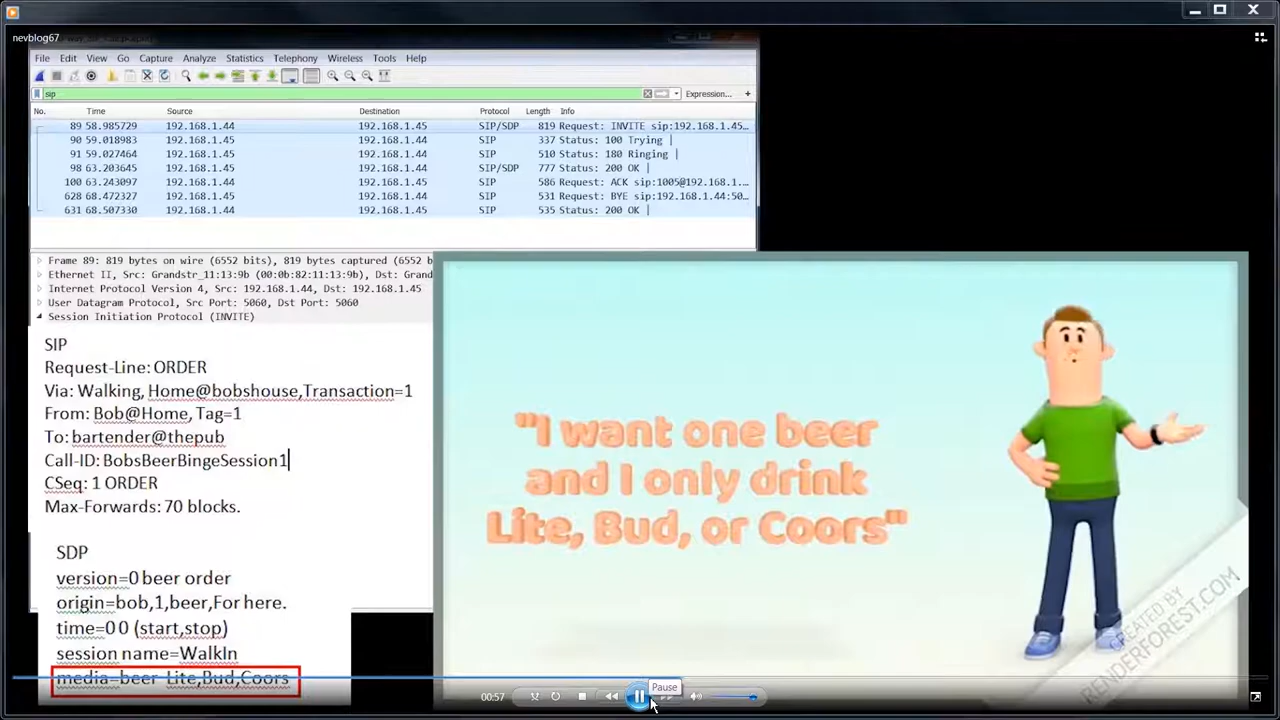 nevblog67
File Edit View Go Capture Analyze Statistics Telephony Wireless Tools Help
sip
Expression... +
No. Time Source Destination Protocol Length Info
89 58.985729 192.168.1.44 192.168.1.45 SIP/SDP 819 Request: INVITE sip:192.168.1.45…
90 59.018983 192.168.1.45 192.168.1.44 SIP 337 Status: 100 Trying |
91 59.027464 192.168.1.45 192.168.1.44 SIP 510 Status: 180 Ringing |
98 63.203645 192.168.1.45 192.168.1.44 SIP/SDP 777 Status: 200 OK |
100 63.243097 192.168.1.44 192.168.1.45 SIP 586 Request: ACK sip:1005@192.168.1.…
628 68.472327 192.168.1.45 192.168.1.44 SIP 531 Request: BYE sip:192.168.1.44:50…
631 68.507330 192.168.1.44 192.168.1.45 SIP 535 Status: 200 OK |
Frame 89: 819 bytes on wire (6552 bits), 819 bytes captured (6552 b
Ethernet II, Src: Grandstr_11:13:9b (00:0b:82:11:13:9b), Dst: Grand
Internet Protocol Version 4, Src: 192.168.1.44, Dst: 192.168.1.45
User Datagram Protocol, Src Port: 5060, Dst Port: 5060
Session Initiation Protocol (INVITE)
SIP
Request-Line: ORDER
Via: Walking, Home@bobshouse,Transaction=1
From: Bob@Home, Tag=1
To: bartender@thepub
Call-ID: BobsBeerBingeSession1
CSeq: 1 ORDER
Max-Forwards: 70 blocks.
SDP
version=0 beer order
origin=bob,1,beer,For here.
time=0 0 (start,stop)
session name=WalkIn
media=beer Lite,Bud,Coors
"I want one beer
and I only drink
Lite, Bud, or Coors"
CREATED BY
RENDERFOREST.COM
00:57
Pause